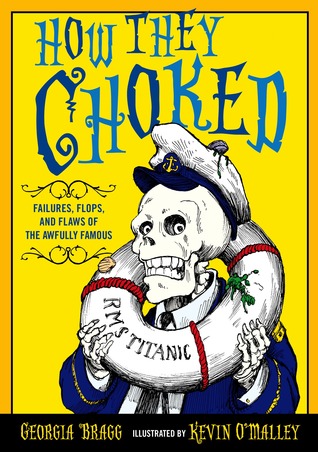 HOW THEY
CHOKED
FAILURES, FLOPS,
AND FLAWS OF
THE AWFULLY FAMOUS
RMS TITANIC
GEORGIA BRAGG ILLUSTRATED BY KEVIN O'MALLEY